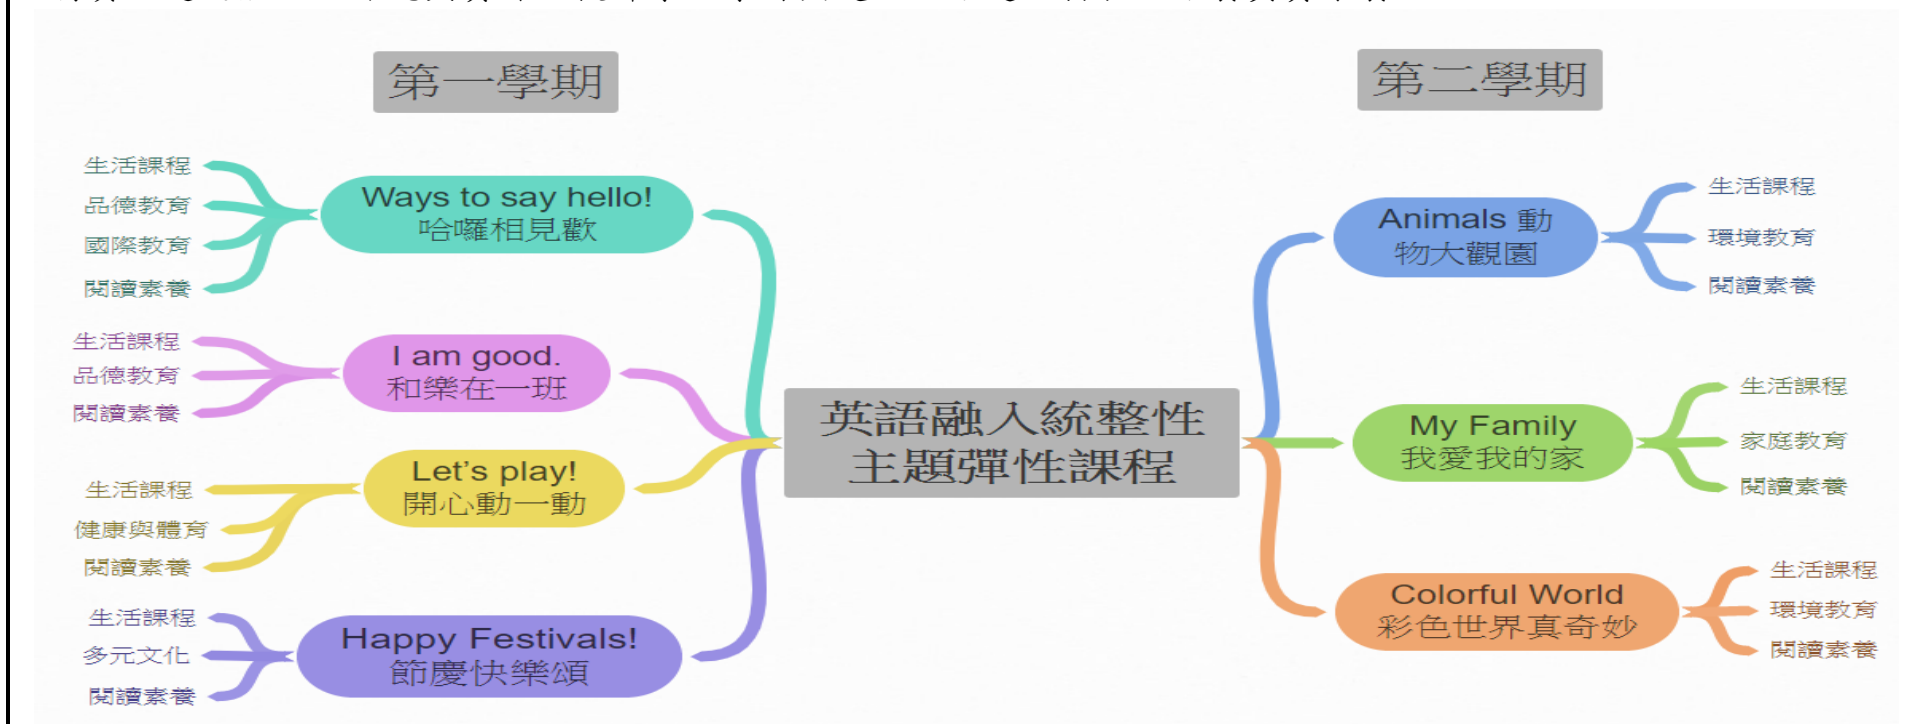 第一學期
生活課程
品德教育
國際教育
閱讀素養
Ways to say hello!
哈囉相見歡
生活課程
品德教育
閱讀素養
I am good.
和樂在一班
生活課程
健康與體育
閱讀素養
Let's play!
開心動一動
生活課程
多元文化
閱讀素養
Happy Festivals!
節慶快樂頌
英語融入統整性
主題彈性課程
第二學期
Animals 動
物大觀園
生活課程
環境教育
閱讀素養
My Family
我愛我的家
生活課程
家庭教育
閱讀素養
Colorful World
彩色世界真奇妙
生活課程
環境教育
閱讀素養